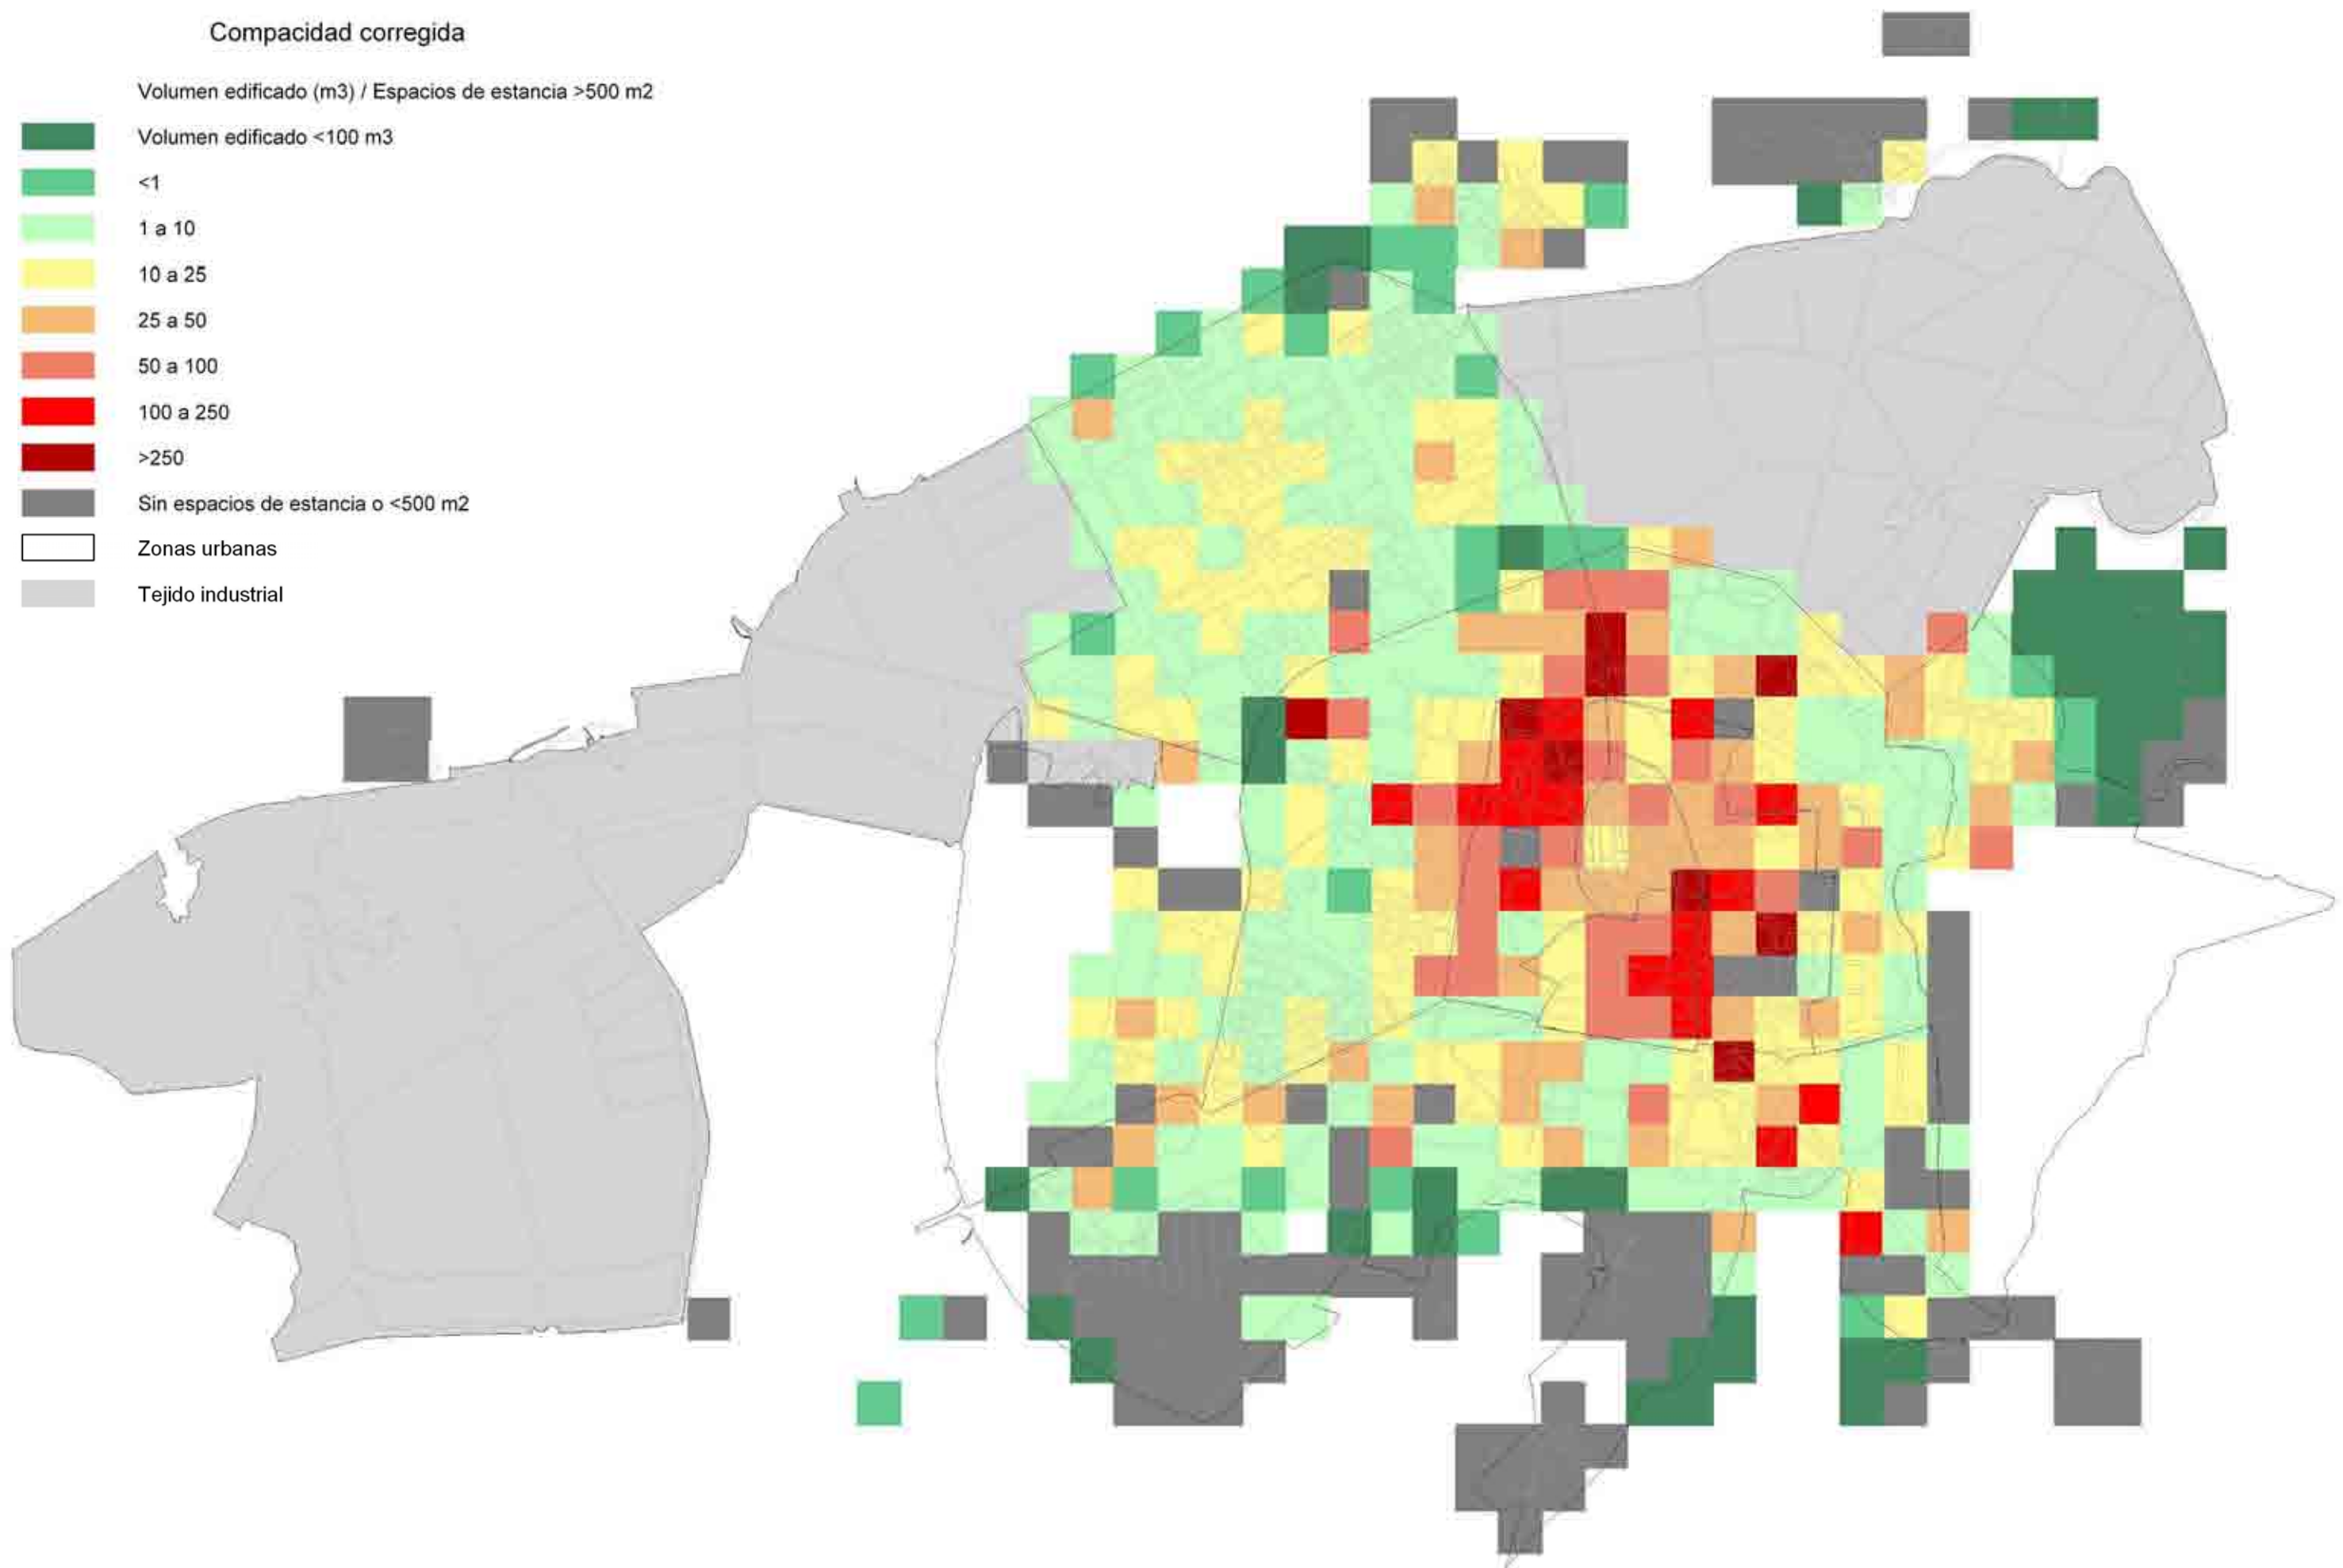 Compacidad corregida
Volumen edificado (m3) / Espacios de estancia >500 m2
Volumen edificado <100 m3
<1
1 a 10
10 a 25
25 a 50
50 a 100
100 a 250
>250
Sin espacios de estancia o <500 m2
Zonas urbanas
Tejido industrial